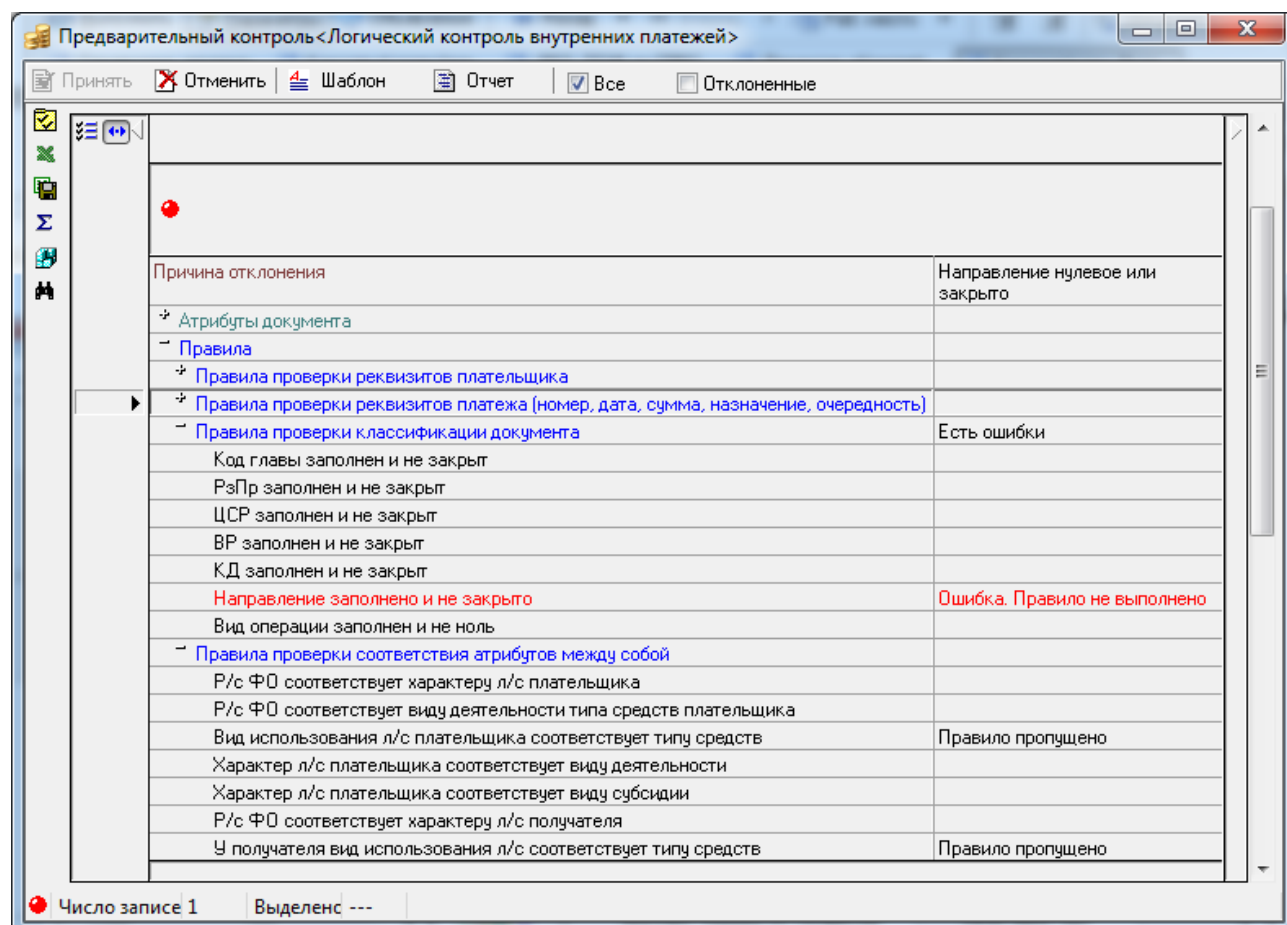 Предварительный контроль<Логический контроль внутренних платежей>
Принять Отменить Шаблон Отчет Все Отклоненные
Причина отклонения Направление нулевое или
закрыто
Атрибуты документа
Правила
Правила проверки реквизитов плательщика
Правила проверки реквизитов платежа (номер, дата, сумма, назначение, очередность)
Правила проверки классификации документа Есть ошибки
Код главы заполнен и не закрыт
РзПр заполнен и не закрыт
ЦСР заполнен и не закрыт
ВР заполнен и не закрыт
КД заполнен и не закрыт
Направление заполнено и не закрыто Ошибка. Правило не выполнено
Вид операции заполнен и не ноль
Правила проверки соответствия атрибутов между собой
Р/с ФО соответствует характеру л/с плательщика
Р/с ФО соответствует виду деятельности типа средств плательщика
Вид использования л/с плательщика соответствует типу средств Правило пропущено
Характер л/с плательщика соответствует виду деятельности
Характер л/с плательщика соответствует виду субсидии
Р/с ФО соответствует характеру л/с получателя
У получателя вид использования л/с соответствует типу средств Правило пропущено
Число записе 1 Выделенс ---